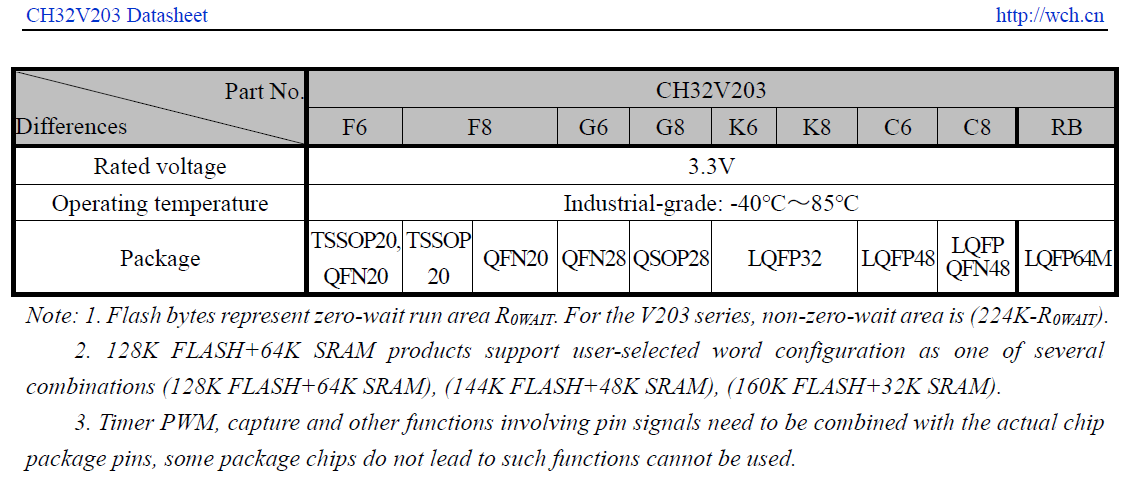 CH32V203 Datasheet http://wch.cn
Part No. CH32V203
Differences F6 F8 G6 G8 K6 K8 C6 C8 RB
Rated voltage 3.3V
Operating temperature Industrial-grade: -40℃～85℃
Package TSSOP20, QFN20 TSSOP 20 QFN20 QFN28 QSOP28 LQFP32 LQFP48 LQFP QFN48 LQFP64M
Note: 1. Flash bytes represent zero-wait run area R0WAIT. For the V203 series, non-zero-wait area is (224K-R0WAIT).
2. 128K FLASH+64K SRAM products support user-selected word configuration as one of several
combinations (128K FLASH+64K SRAM), (144K FLASH+48K SRAM), (160K FLASH+32K SRAM).
3. Timer PWM, capture and other functions involving pin signals need to be combined with the actual chip
package pins, some package chips do not lead to such functions cannot be used.